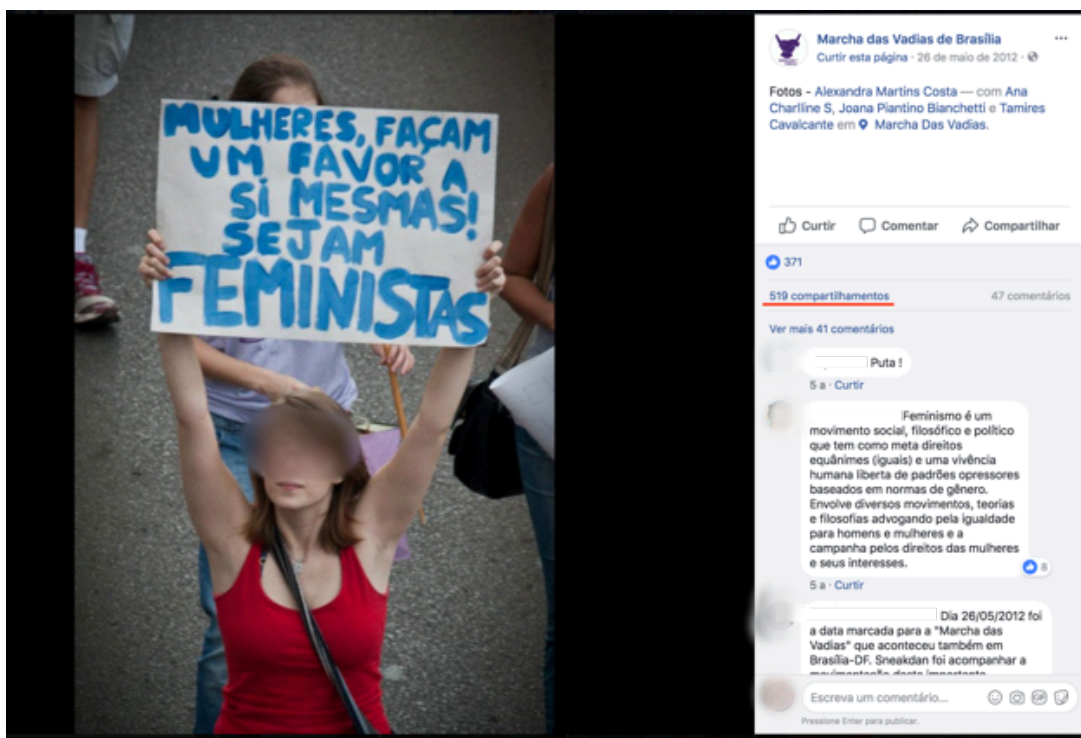 MULHERES, FAÇAM
UM FAVOR A
SI MESMAS!
SEJAM
FEMINISTAS
Marcha das Vadias de Brasília
Curtir esta página · 26 de maio de 2012 ·
Fotos - Alexandra Martins Costa — com Ana
Charlline S, Joana Piantino Bianchetti e Tamires
Cavalcante em Marcha Das Vadias.
Curtir Comentar Compartilhar
371
519 compartilhamentos 47 comentários
Ver mais 41 comentários
Puta !
5 a · Curtir
Feminismo é um
movimento social, filosófico e político
que tem como meta direitos
equânimes (iguais) e uma vivência
humana liberta de padrões opressores
baseados em normas de gênero.
Envolve diversos movimentos, teorias
e filosofias advogando pela igualdade
para homens e mulheres e a
campanha pelos direitos das mulheres
e seus interesses.
8
5 a · Curtir
Dia 26/05/2012 foi
a data marcada para a "Marcha das
Vadias" que aconteceu também em
Brasília-DF. Sneakdan foi acompanhar a
Escreva um comentário...
GIF
Pressione Enter para publicar.